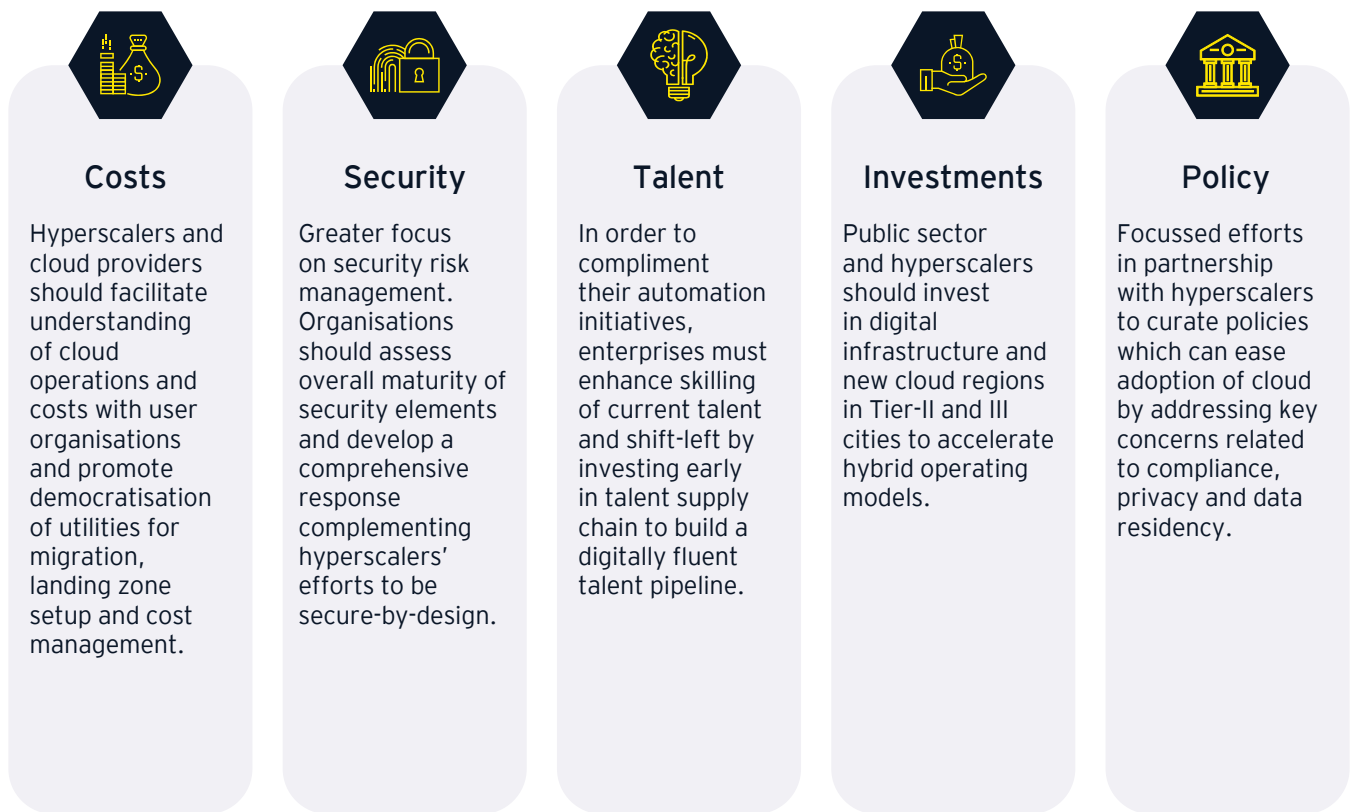 Costs
Hyperscalers and
cloud providers
should facilitate
understanding
of cloud
operations and
costs with user
organisations
and promote
democratisation
of utilities for
migration,
landing zone
setup and cost
management.
Security
Greater focus
on security risk
management.
Organisations
should assess
overall maturity of
security elements
and develop a
comprehensive
response
complementing
hyperscalers’
efforts to be
secure-by-design.
Talent
In order to
compliment
their automation
initiatives,
enterprises must
enhance skilling
of current talent
and shift-left by
investing early
in talent supply
chain to build a
digitally fluent
talent pipeline.
Investments
Public sector
and hyperscalers
should invest
in digital
infrastructure and
new cloud regions
in Tier-II and III
cities to accelerate
hybrid operating
models.
Policy
Focussed efforts
in partnership
with hyperscalers
to curate policies
which can ease
adoption of cloud
by addressing key
concerns related
to compliance,
privacy and data
residency.